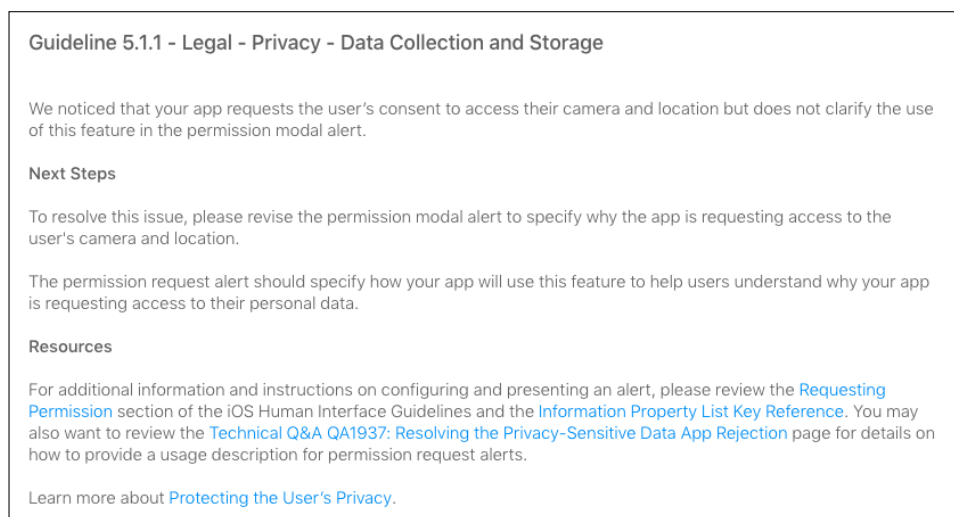 Guideline 5.1.1 - Legal - Privacy - Data Collection and Storage
We noticed that your app requests the user’s consent to access their camera and location but does not clarify the use
of this feature in the permission modal alert.
Next Steps
To resolve this issue, please revise the permission modal alert to specify why the app is requesting access to the
user's camera and location.
The permission request alert should specify how your app will use this feature to help users understand why your app
is requesting access to their personal data.
Resources
For additional information and instructions on configuring and presenting an alert, please review the Requesting
Permission section of the iOS Human Interface Guidelines and the Information Property List Key Reference. You may
also want to review the Technical Q&A QA1937: Resolving the Privacy-Sensitive Data App Rejection page for details on
how to provide a usage description for permission request alerts.
Learn more about Protecting the User’s Privacy.